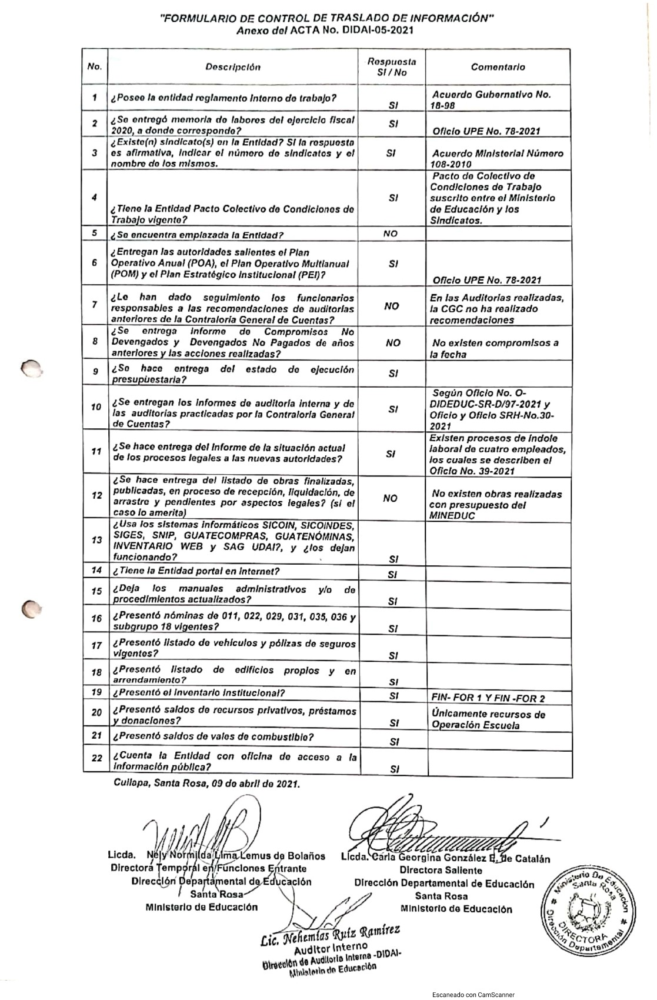 "FORMULARIO DE CONTROL DE TRASLADO DE INFORMACIÓN"
Anexo del ACTA No. DIDAI-05-2021
No. Descripción Respuesta SI / No Comentario
1 ¿Posee la entidad reglamento Interno de trabajo? SI Acuerdo Gubernativo No.
18-98
2 ¿Se entregó memoria de labores del ejercicio fiscal
2020, a donde corresponde? SI Oficio UPE No. 78-2021
3 ¿Existe(n) sindicato(s) en la Entidad? Si la respuesta
es afirmativa, indicar el número de sindicatos y el
nombre de los mismos. SI Acuerdo Ministerial Número
108-2010
4 ¿Tiene la Entidad Pacto Colectivo de Condiciones de
Trabajo vigente? SI Pacto de Colectivo de
Condiciones de Trabajo
suscrito entre el Ministerio
de Educación y los
Sindicatos.
5 ¿Se encuentra emplazada la Entidad? NO
6 ¿Entregan las autoridades salientes el Plan
Operativo Anual (POA), el Plan Operativo Multianual
(POM) y el Plan Estratégico Institucional (PEI)? SI Oficio UPE No. 78-2021
7 ¿Le han dado seguimiento los funcionarios
responsables a las recomendaciones de auditorías
anteriores de la Contraloría General de Cuentas? NO En las Auditorías realizadas,
la CGC no ha realizado
recomendaciones
8 ¿Se entrega Informe de Compromisos No
Devengados y Devengados No Pagados de años
anteriores y las acciones realizadas? NO No existen compromisos a
la fecha
9 ¿Se hace entrega del estado de ejecución
presupuestaria? SI
10 ¿Se entregan los informes de auditoría interna y de
las auditorías practicadas por la Contraloría General
de Cuentas? SI Según Oficio No. O-
DIDEDUC-SR-D/97-2021 y
Oficio y Oficio SRH-No.30-
2021
11 ¿Se hace entrega del Informe de la situación actual
de los procesos legales a las nuevas autoridades? SI Existen procesos de índole
laboral de cuatro empleados,
los cuales se describen el
Oficio No. 39-2021
12 ¿Se hace entrega del listado de obras finalizadas,
publicadas, en proceso de recepción, liquidación, de
arrastre y pendientes por aspectos legales? (si el
caso lo amerita) NO No existen obras realizadas
con presupuesto del
MINEDUC
13 ¿Usa los sistemas informáticos SICOIN, SICOINDES,
SIGES, SNIP, GUATECOMPRAS, GUATENÓMINAS,
INVENTARIO WEB y SAG UDAI?, y ¿los dejan
funcionando? SI
14 ¿Tiene la Entidad portal en Internet? SI
15 ¿Deja los manuales administrativos y/o de
procedimientos actualizados? SI
16 ¿Presentó nóminas de 011, 022, 029, 031, 035, 036 y
subgrupo 18 vigentes? SI
17 ¿Presentó listado de vehículos y pólizas de seguros
vigentes? SI
18 ¿Presentó listado de edificios propios y en
arrendamiento? SI
19 ¿Presentó el Inventario Institucional? SI FIN- FOR 1 Y FIN -FOR 2
20 ¿Presentó saldos de recursos privativos, préstamos
y donaciones? SI Únicamente recursos de
Operación Escuela
21 ¿Presentó saldos de vales de combustible? SI
22 ¿Cuenta la Entidad con oficina de acceso a la
información pública? SI
Cuilapa, Santa Rosa, 09 de abril de 2021.
Licda. Nely Normilda Lima Lemus de Bolaños
Directora Temporal en Funciones Entrante
Dirección Departamental de Educación
Santa Rosa
Ministerio de Educación
Licda. Carla Georgina González E. de Catalán
Directora Saliente
Dirección Departamental de Educación
Santa Rosa
Ministerio de Educación
Ministerio De Educacion
Santa Rosa
DIRECTORA
Dirección Departamental
Lic. Nehemías Ruíz Ramírez
Auditor Interno
Dirección de Auditoría Interna -DIDAI-
Ministerio de Educación
Escaneado con CamScanner